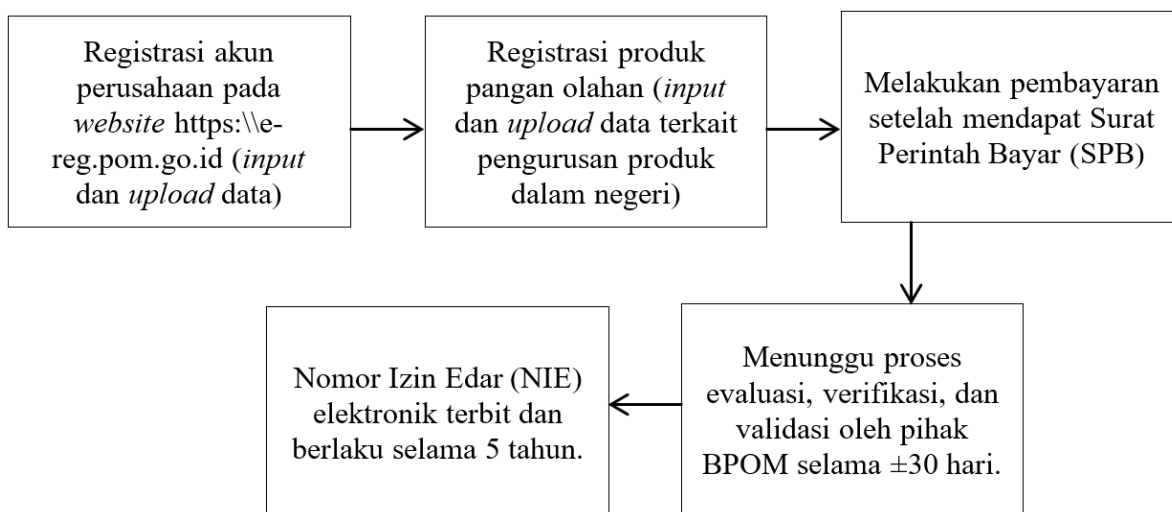 Registrasi akun
perusahaan pada
website https:\\e-
reg.pom.go.id (input
dan upload data)
Registrasi produk
pangan olahan (input
dan upload data terkait
pengurusan produk
dalam negeri)
Melakukan pembayaran
setelah mendapat Surat
Perintah Bayar (SPB)
Menunggu proses
evaluasi, verifikasi, dan
validasi oleh pihak
BPOM selama ±30 hari.
Nomor Izin Edar (NIE)
elektronik terbit dan
berlaku selama 5 tahun.